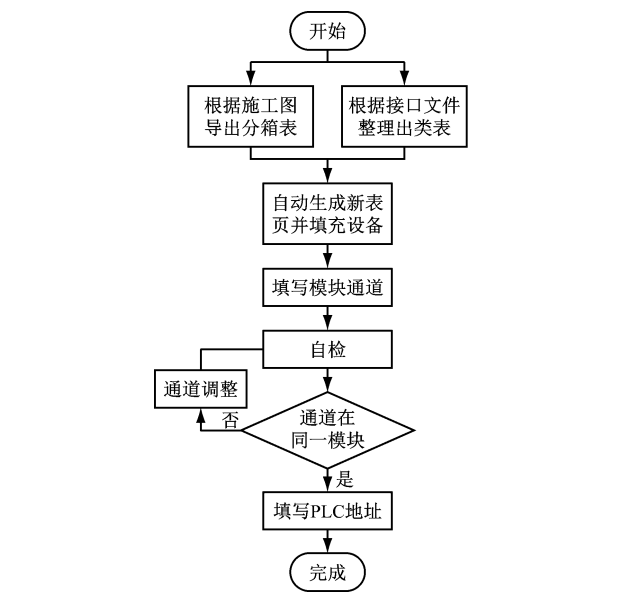 开始
根据施工图
导出分箱表
根据接口文件
整理出类表
自动生成新表
页并填充设备
填写模块通道
自检
通道调整
否
通道在
同一模块
是
填写PLC地址
完成